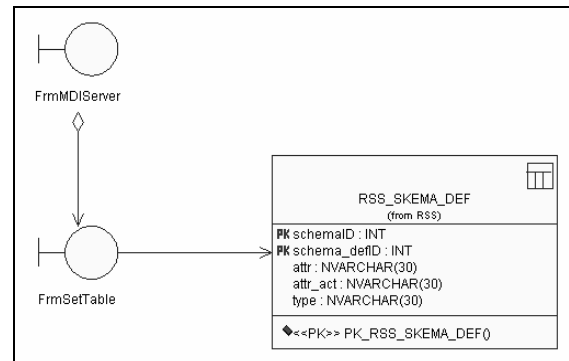 FrmMDIServer
FrmSetTable
RSS_SKEMA_DEF
(from RSS)
PK schemaID : INT
PK schema_defID : INT
attr : NVARCHAR(30)
attr_act : NVARCHAR(30)
type : NVARCHAR(30)
<<PK>> PK_RSS_SKEMA_DEF()